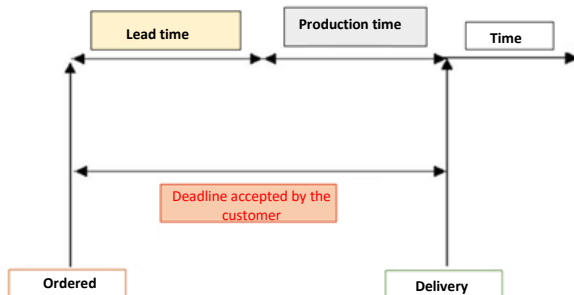 Lead time
Production time
Time
Deadline accepted by the
customer
Ordered
Delivery